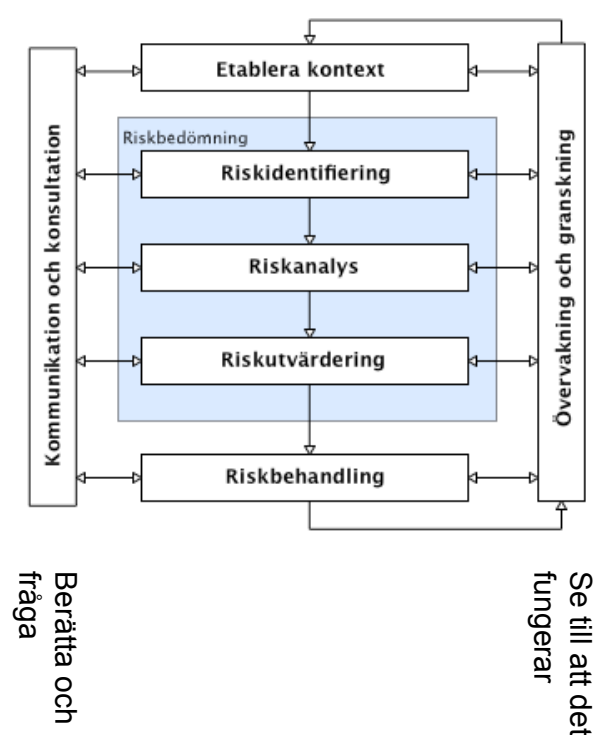 Etablera kontext
Riskbedömning
Riskidentifiering
Riskanalys
Riskutvärdering
Riskbehandling
Kommunikation och konsultation
Övervakning och granskning
Berätta och
fråga
Se till att det
fungerar